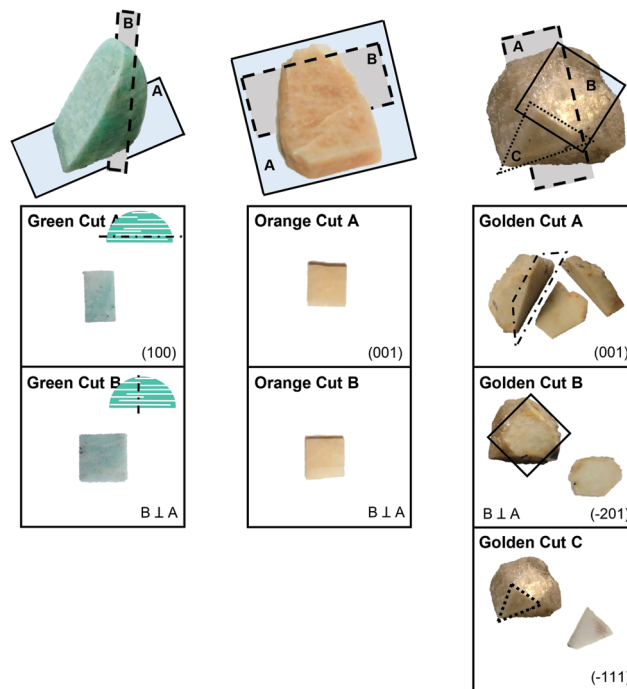 B
A
B
A
A
B
C
Green Cut A
(100)
Orange Cut A
(001)
Golden Cut A
(001)
Green Cut B
B ⊥ A
Orange Cut B
B ⊥ A
Golden Cut B
B ⊥ A
(-201)
Golden Cut C
(-111)